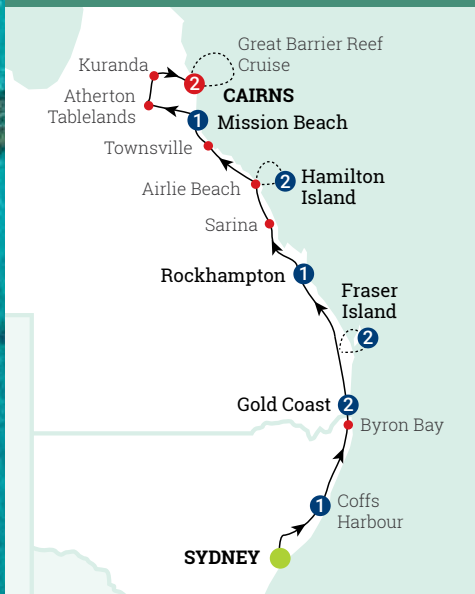 Great Barrier Reef
Cruise
Kuranda
2
CAIRNS
Atherton
Tablelands
1
Mission Beach
Townsville
Airlie Beach
2
Hamilton
Island
Sarina
Rockhampton
1
Fraser
Island
2
Gold Coast
2
Byron Bay
1
Coffs
Harbour
SYDNEY